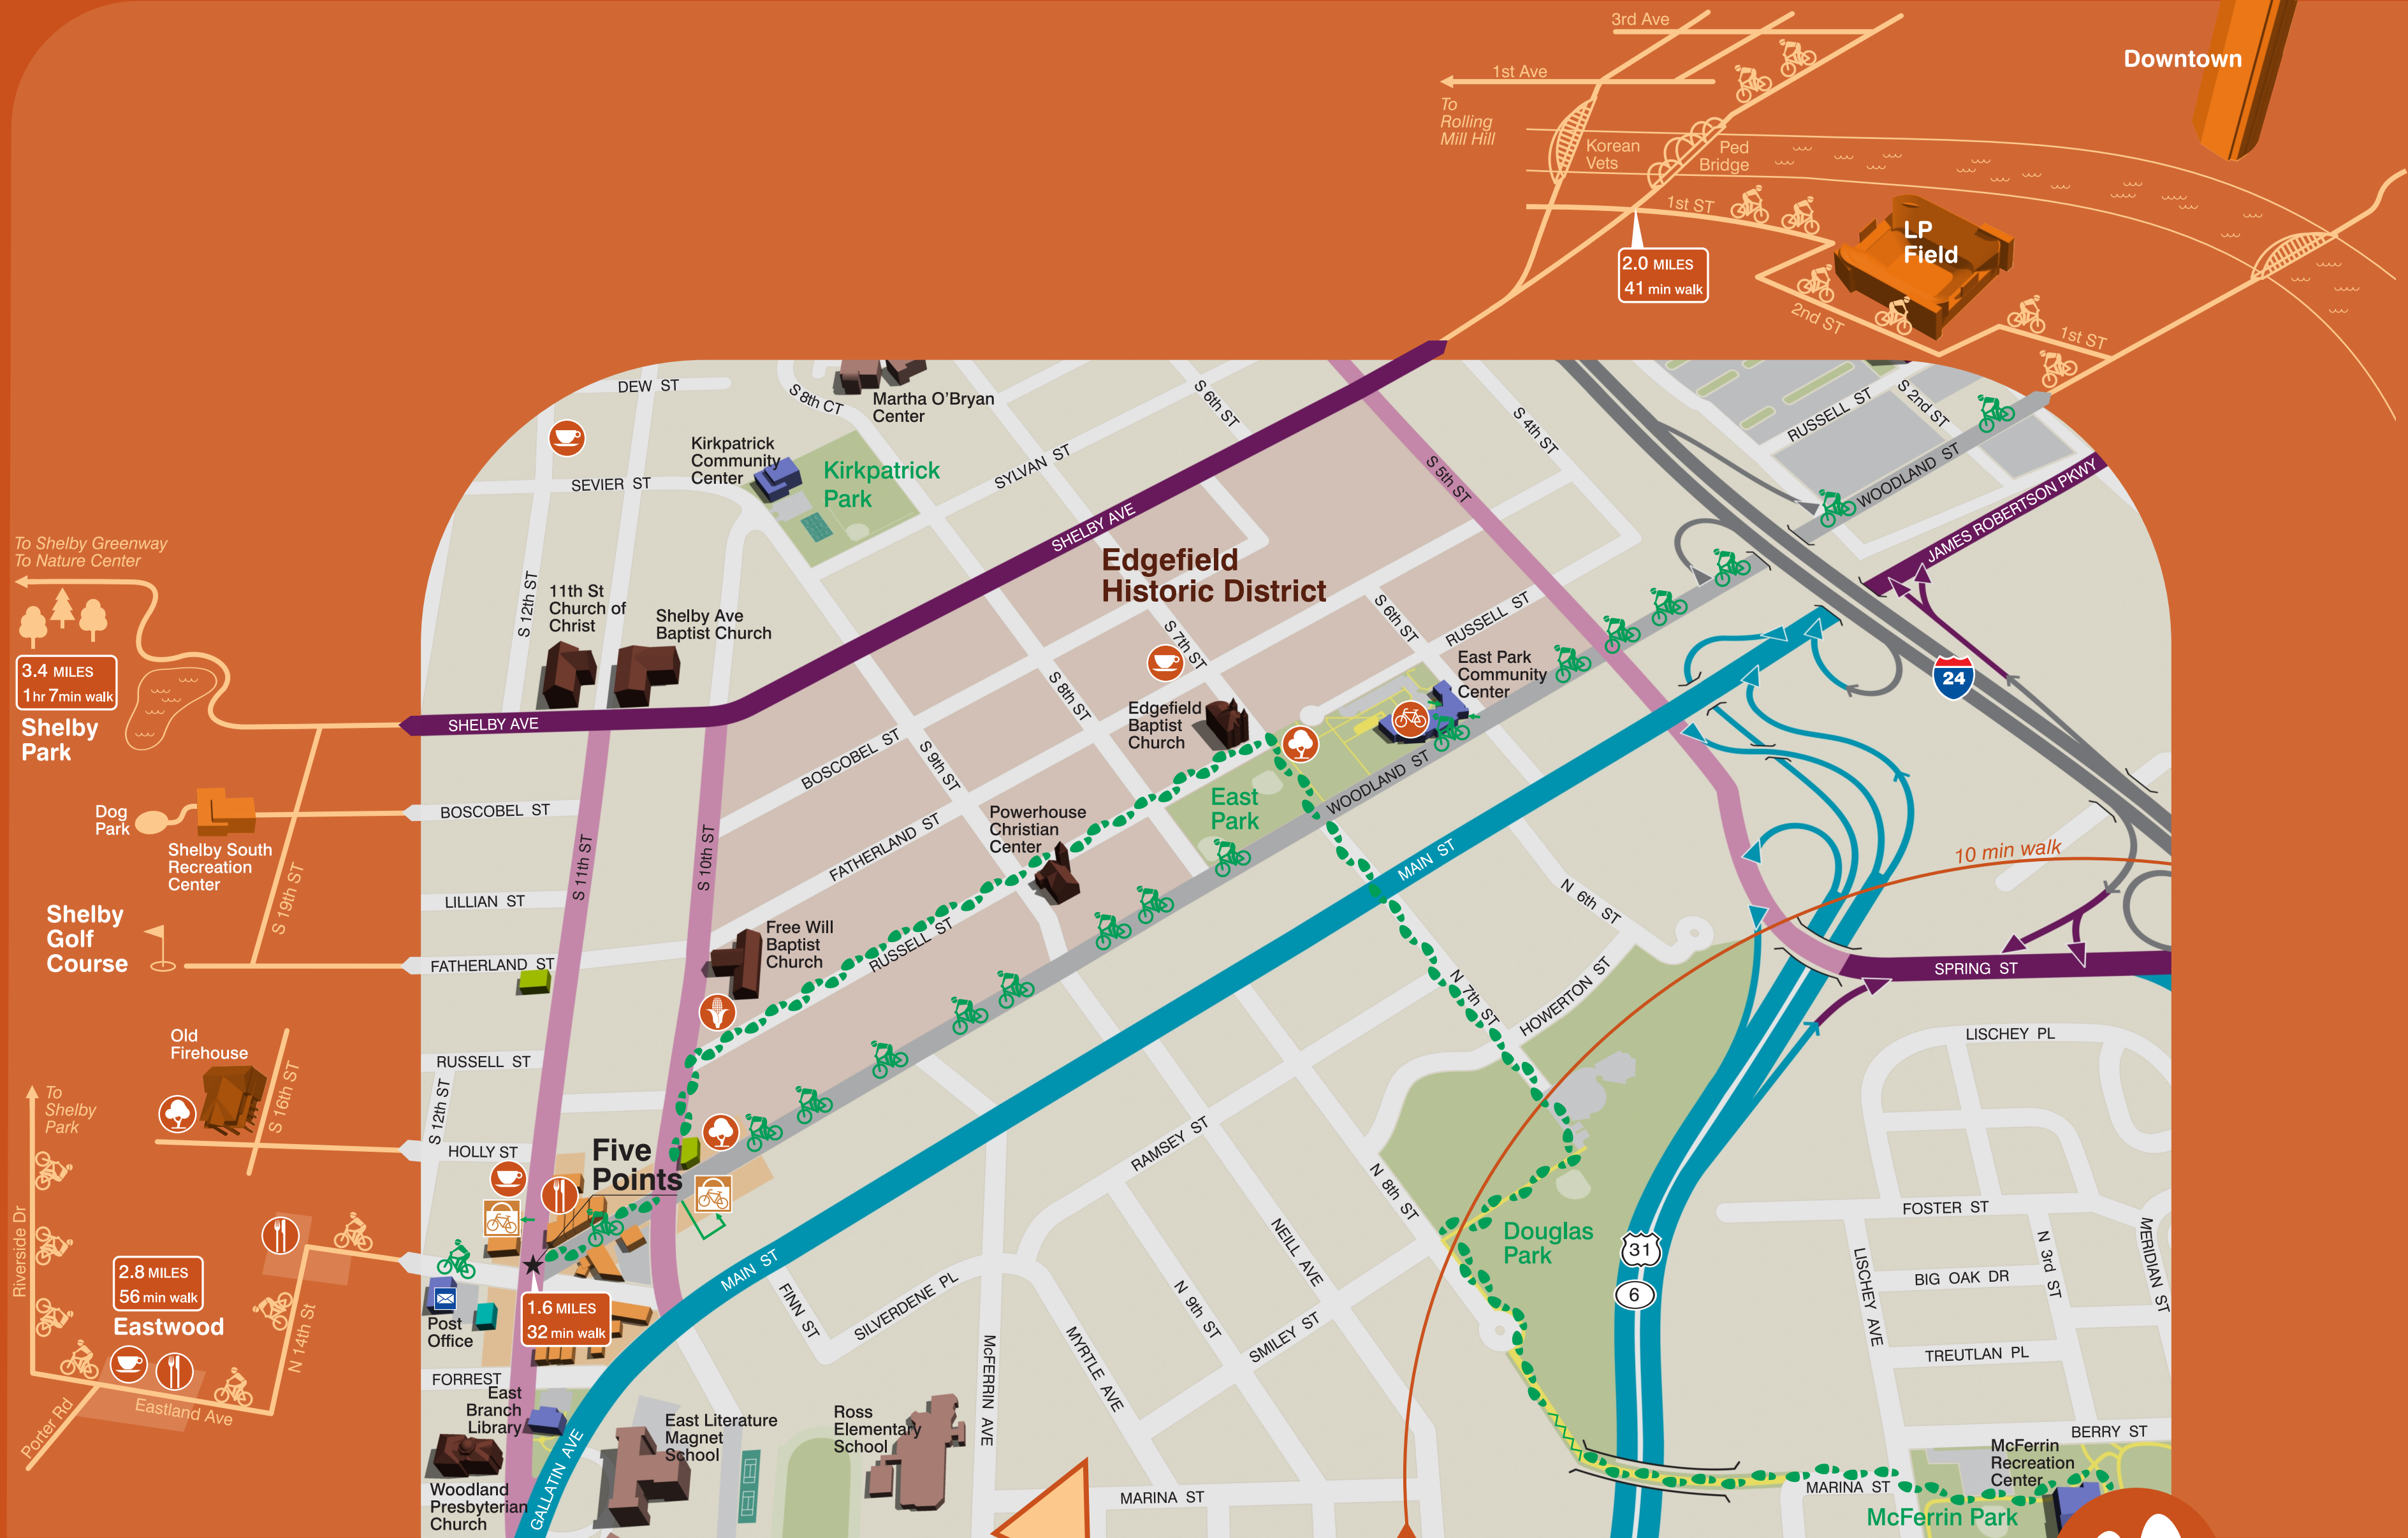 3rd Ave
Downtown
1st Ave
To
Rolling
Mill Hill
Korean
Vets
Ped
Bridge
1st ST
LP
Field
2.0 MILES
41 min walk
2nd ST
1st ST
DEW ST
S 8th CT
Martha O'Bryan
Center
S 6th ST
S 4th ST
RUSSELL ST
S 2nd ST
Kirkpatrick
Community
Center
Kirkpatrick
Park
SYLVAN ST
S 5th ST
WOODLAND ST
SEVIER ST
SHELBY AVE
JAMES ROBERTSON PKWY
To Shelby Greenway
To Nature Center
Edgefield
Historic District
S 12th ST
11th St
Church of
Christ
Shelby Ave
Baptist Church
S 7th ST
S 6th ST
RUSSELL ST
3.4 MILES
1hr 7min walk
Shelby
Park
East Park
Community
Center
24
SHELBY AVE
S 8th ST
Edgefield
Baptist
Church
BOSCOBEL ST
S 9th ST
WOODLAND ST
Dog
Park
BOSCOBEL ST
East
Park
Shelby South
Recreation
Center
S 11th ST
S 10th ST
FATHERLAND ST
Powerhouse
Christian
Center
MAIN ST
10 min walk
S 19th ST
LILLIAN ST
N 6th ST
Shelby
Golf
Course
FATHERLAND ST
Free Will
Baptist
Church
RUSSELL ST
N 7th ST
HOWERTON ST
SPRING ST
Old
Firehouse
S 16th ST
RUSSELL ST
LISCHEY PL
To
Shelby
Park
S 12th ST
HOLLY ST
Five
Points
RAMSEY ST
N 8th ST
Riverside Dr
Douglas
Park
31
6
FOSTER ST
N 3rd ST
MERIDIAN ST
LISCHEY AVE
BIG OAK DR
2.8 MILES
56 min walk
Eastwood
N 14th St
Post
Office
1.6 MILES
32 min walk
MAIN ST
FINN ST
SILVERDENE PL
NEILL AVE
N 9th ST
SMILEY ST
McFERRIN AVE
MYRTLE AVE
TREUTLAN PL
Porter Rd
Eastland Ave
FORREST
East
Branch
Library
East Literature
Magnet
School
Ross
Elementary
School
BERRY ST
McFerrin
Recreation
Center
Woodland
Presbyterian
Church
GALLATIN AVE
MARINA ST
MARINA ST
McFerrin Park